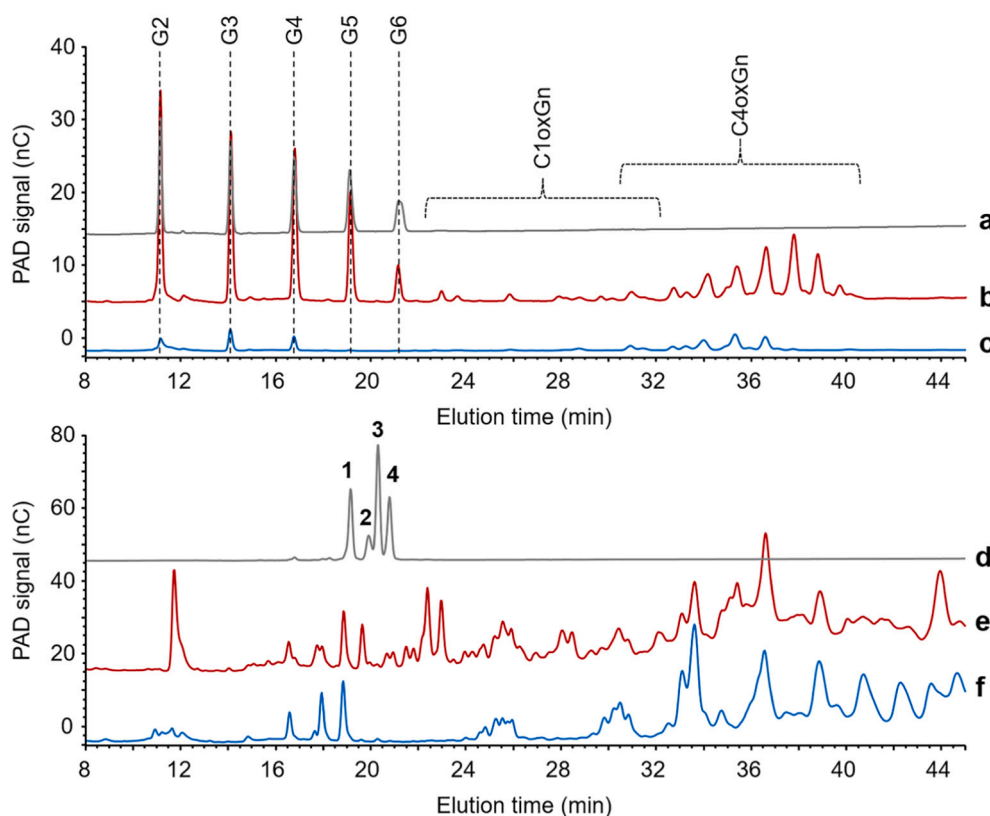 G2 G3 G4 G5 G6
C1oxGn
C4oxGn
PAD signal (nC)
40
30
20
10
0
a
b
c
8 12 16 20 24 28 32 36 40 44
Elution time (min)
PAD signal (nC)
80
60
40
20
0
1
2
3
4
d
e
f
8 12 16 20 24 28 32 36 40 44
Elution time (min)